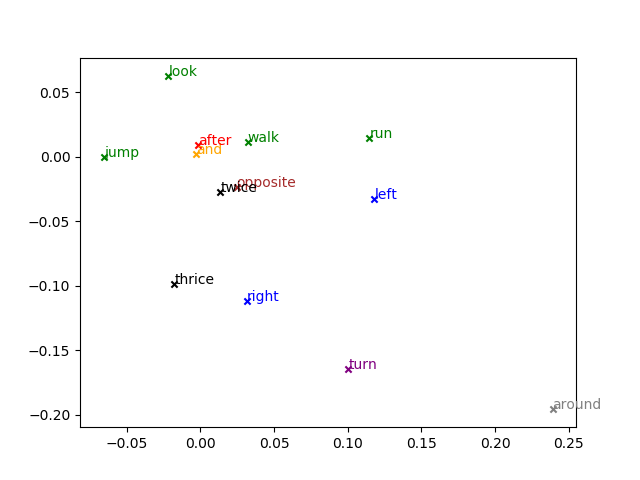 look
0.05
after
walk
run
and
jump
0.00
opposite
twice
left
−0.05
thrice
−0.10
right
−0.15
turn
around
−0.20
−0.05 0.00 0.05 0.10 0.15 0.20 0.25